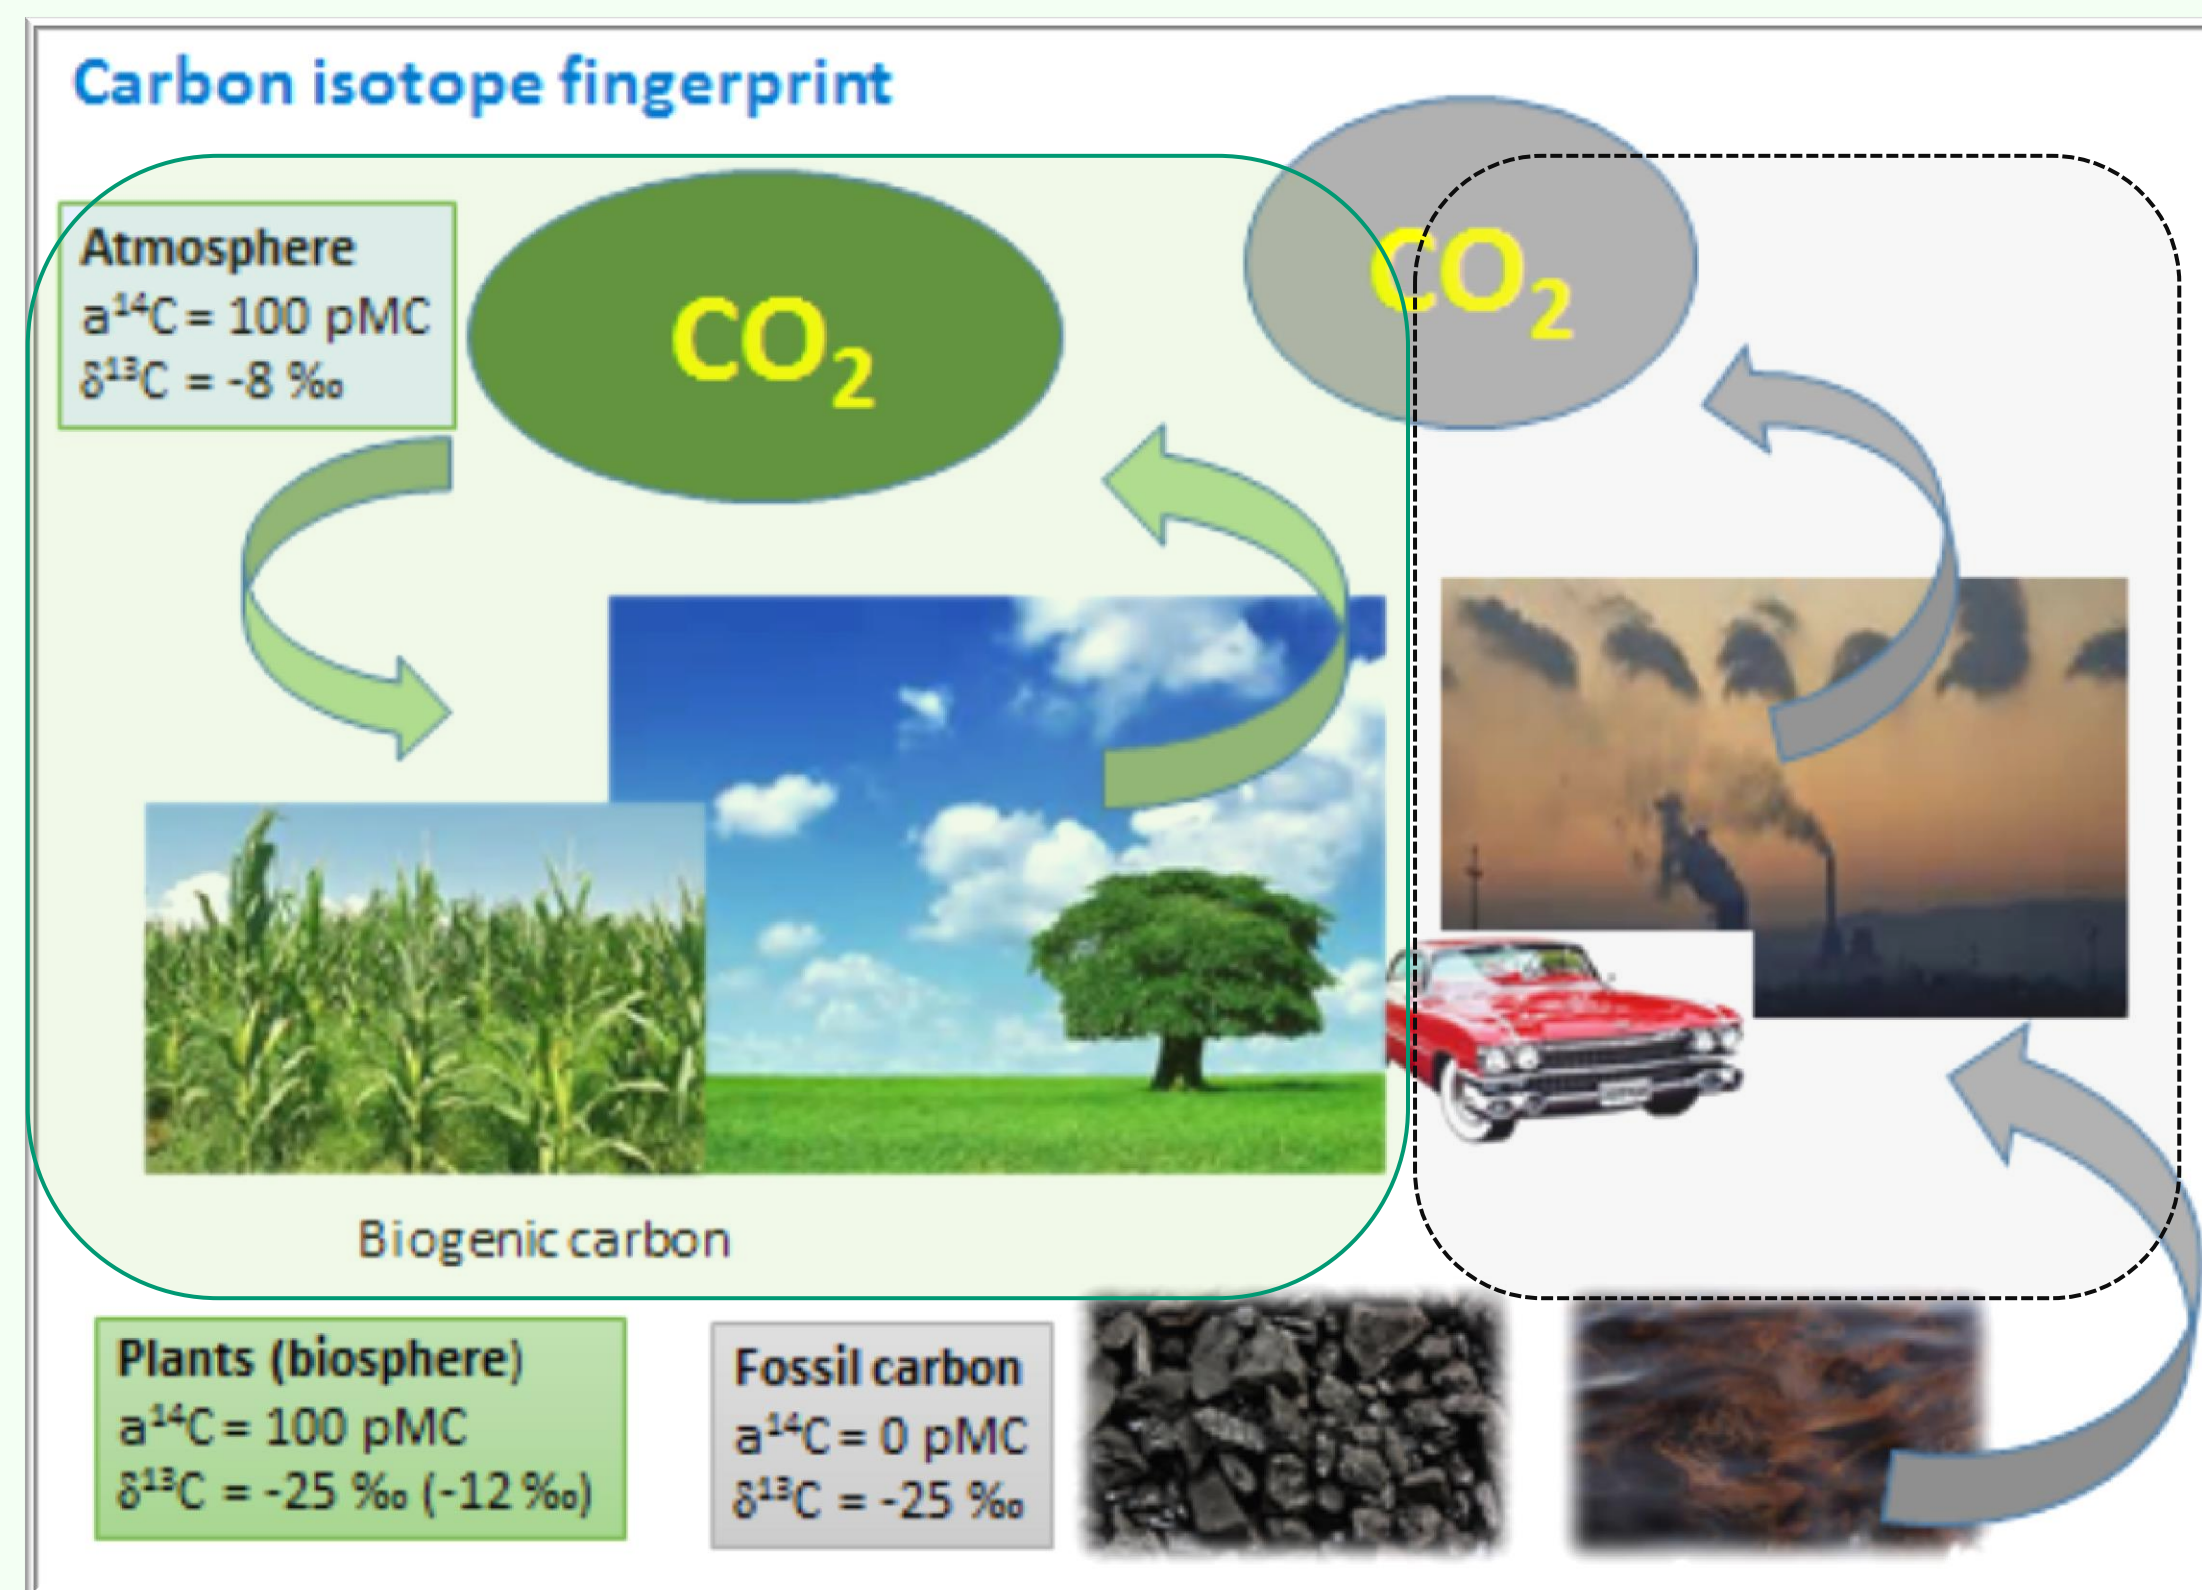 Carbon isotope fingerprint
Atmosphere
a¹⁴C = 100 pMC
δ¹³C = -8 ‰
CO₂
CO₂
Biogenic carbon
Plants (biosphere)
a¹⁴C = 100 pMC
δ¹³C = -25 ‰ (-12 ‰)
Fossil carbon
a¹⁴C = 0 pMC
δ¹³C = -25 ‰